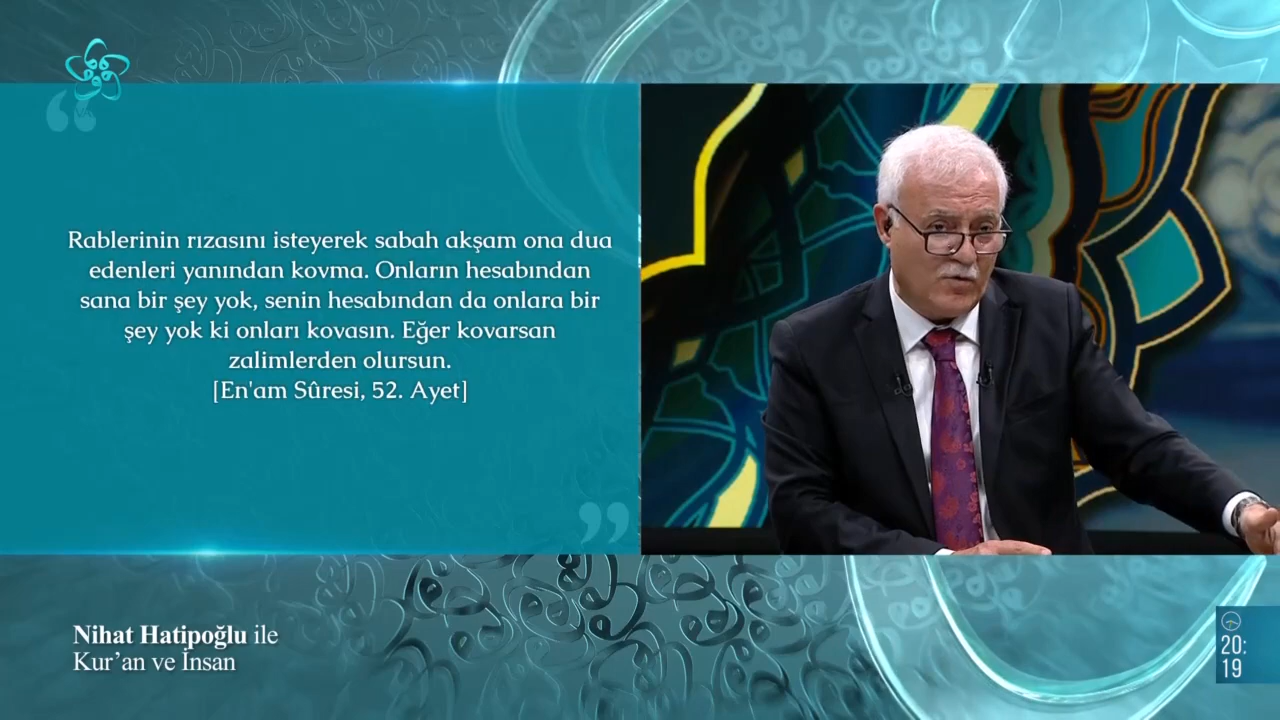 Rablerinin rızasını isteyerek sabah akşam ona dua
edenleri yanından kovma. Onların hesabından
sana bir şey yok, senin hesabından da onlara bir
şey yok ki onları kovasın. Eğer kovarsan
zalimlerden olursun.
[En'am Sûresi, 52. Ayet]
Nihat Hatipoğlu ile
Kur'an ve İnsan
20:
19